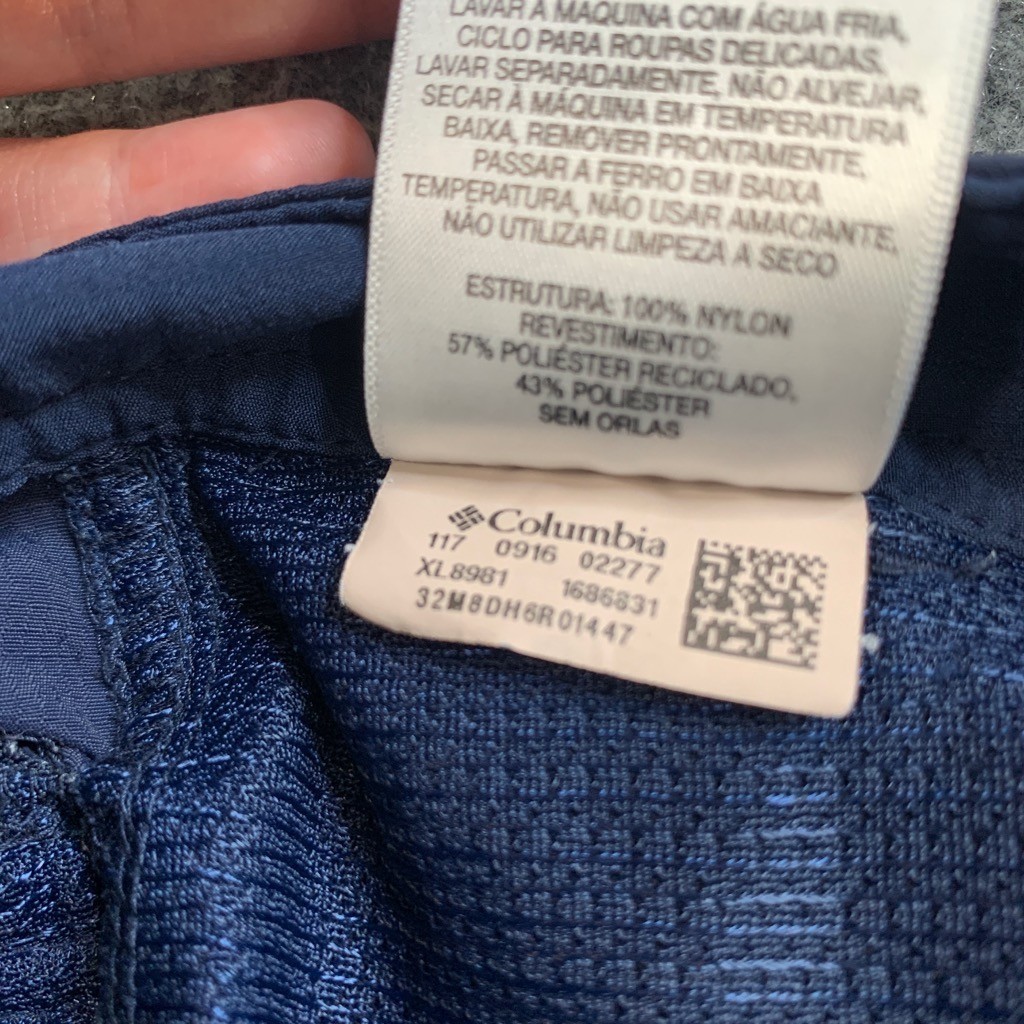 LAVAR À MAQUINA COM ÁGUA FRIA,
CICLO PARA ROUPAS DELICADAS,
LAVAR SEPARADAMENTE, NÃO ALVEJAR,
SECAR À MÁQUINA EM TEMPERATURA
BAIXA, REMOVER PRONTAMENTE,
PASSAR A FERRO EM BAIXA
TEMPERATURA, NÃO USAR AMACIANTE,
NÃO UTILIZAR LIMPEZA A SECO
ESTRUTURA: 100% NYLON
REVESTIMENTO:
57% POLIÉSTER RECICLADO,
43% POLIÉSTER
SEM ORLAS
Columbia
117 0916 02277
XL8981 1686831
32M8DH6R01447